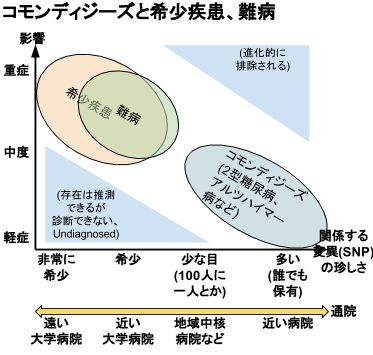 コモンディジーズと希少疾患、難病
影響
(進化的に
排除される)
重症
希少疾患
難病
中度
コモンディジーズ
(2型糖尿病、
アルツハイマー
病など)
(存在は推測
できるが
診断できない、
Undiagnosed)
軽症
関係する
変異(SNP)
の珍しさ
非常に
希少
希少
少な目
(100人に
一人とか)
多い
(誰でも
保有)
通院
遠い
大学病院
近い
大学病院
地域中核
病院など
近い病院